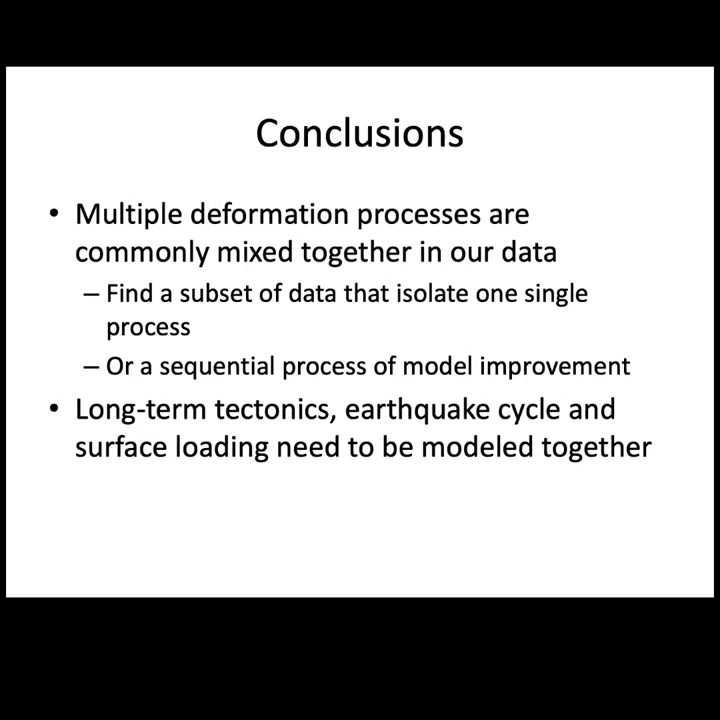 Conclusions
• Multiple deformation processes are
commonly mixed together in our data
– Find a subset of data that isolate one single
process
– Or a sequential process of model improvement
• Long-term tectonics, earthquake cycle and
surface loading need to be modeled together